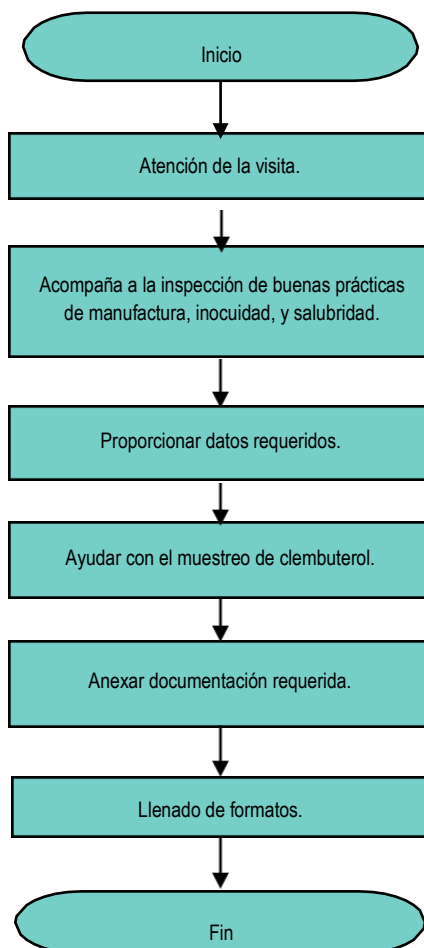 Inicio
Atención de la visita.
Acompaña a la inspección de buenas prácticas
de manufactura, inocuidad, y salubridad.
Proporcionar datos requeridos.
Ayudar con el muestreo de clembuterol.
Anexar documentación requerida.
Llenado de formatos.
Fin